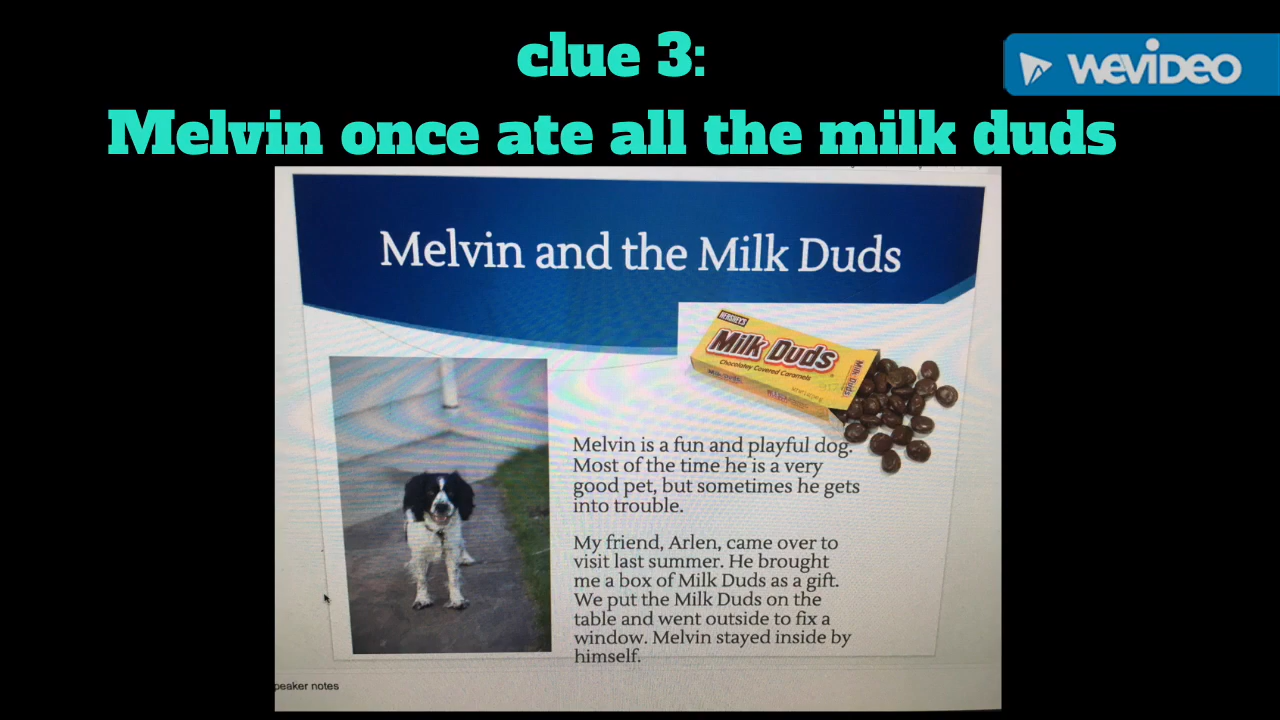 clue 3:
WEVIDEO
Melvin once ate all the milk duds
Melvin and the Milk Duds
HERSHEY'S
Milk Duds
Chocolatey Covered Caramels
Milk Duds
Milk Duds
Melvin is a fun and playful dog.
Most of the time he is a very
good pet, but sometimes he gets
into trouble.
My friend, Arlen, came over to
visit last summer. He brought
me a box of Milk Duds as a gift.
We put the Milk Duds on the
table and went outside to fix a
window. Melvin stayed inside by
himself.
peaker notes